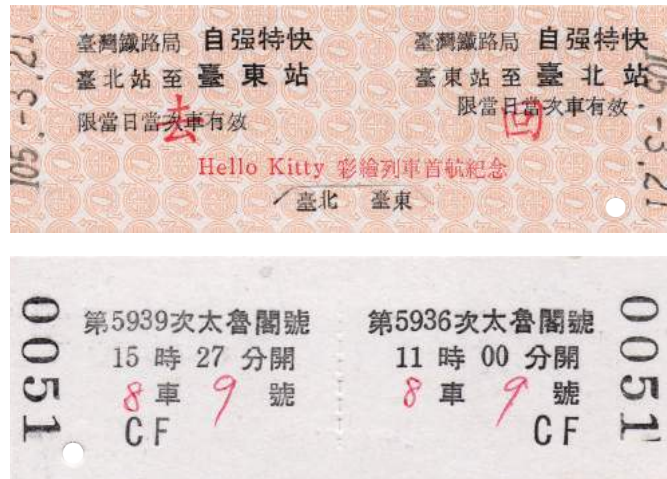 105.-3.21
臺灣鐵路局 自强特快
臺北站至臺東站
限當日當次車有效
去
臺灣鐵路局 自强特快
臺東站至臺北站
限當日當次車有效.
回
105.-3.21
Hello Kitty 彩繪列車首航紀念
臺北 臺東
0051
第5939次太魯閣號
15 時 27 分開
8 車 9 號
CF
第5936次太魯閣號
11 時 00 分開
8 車 9 號
CF
0051